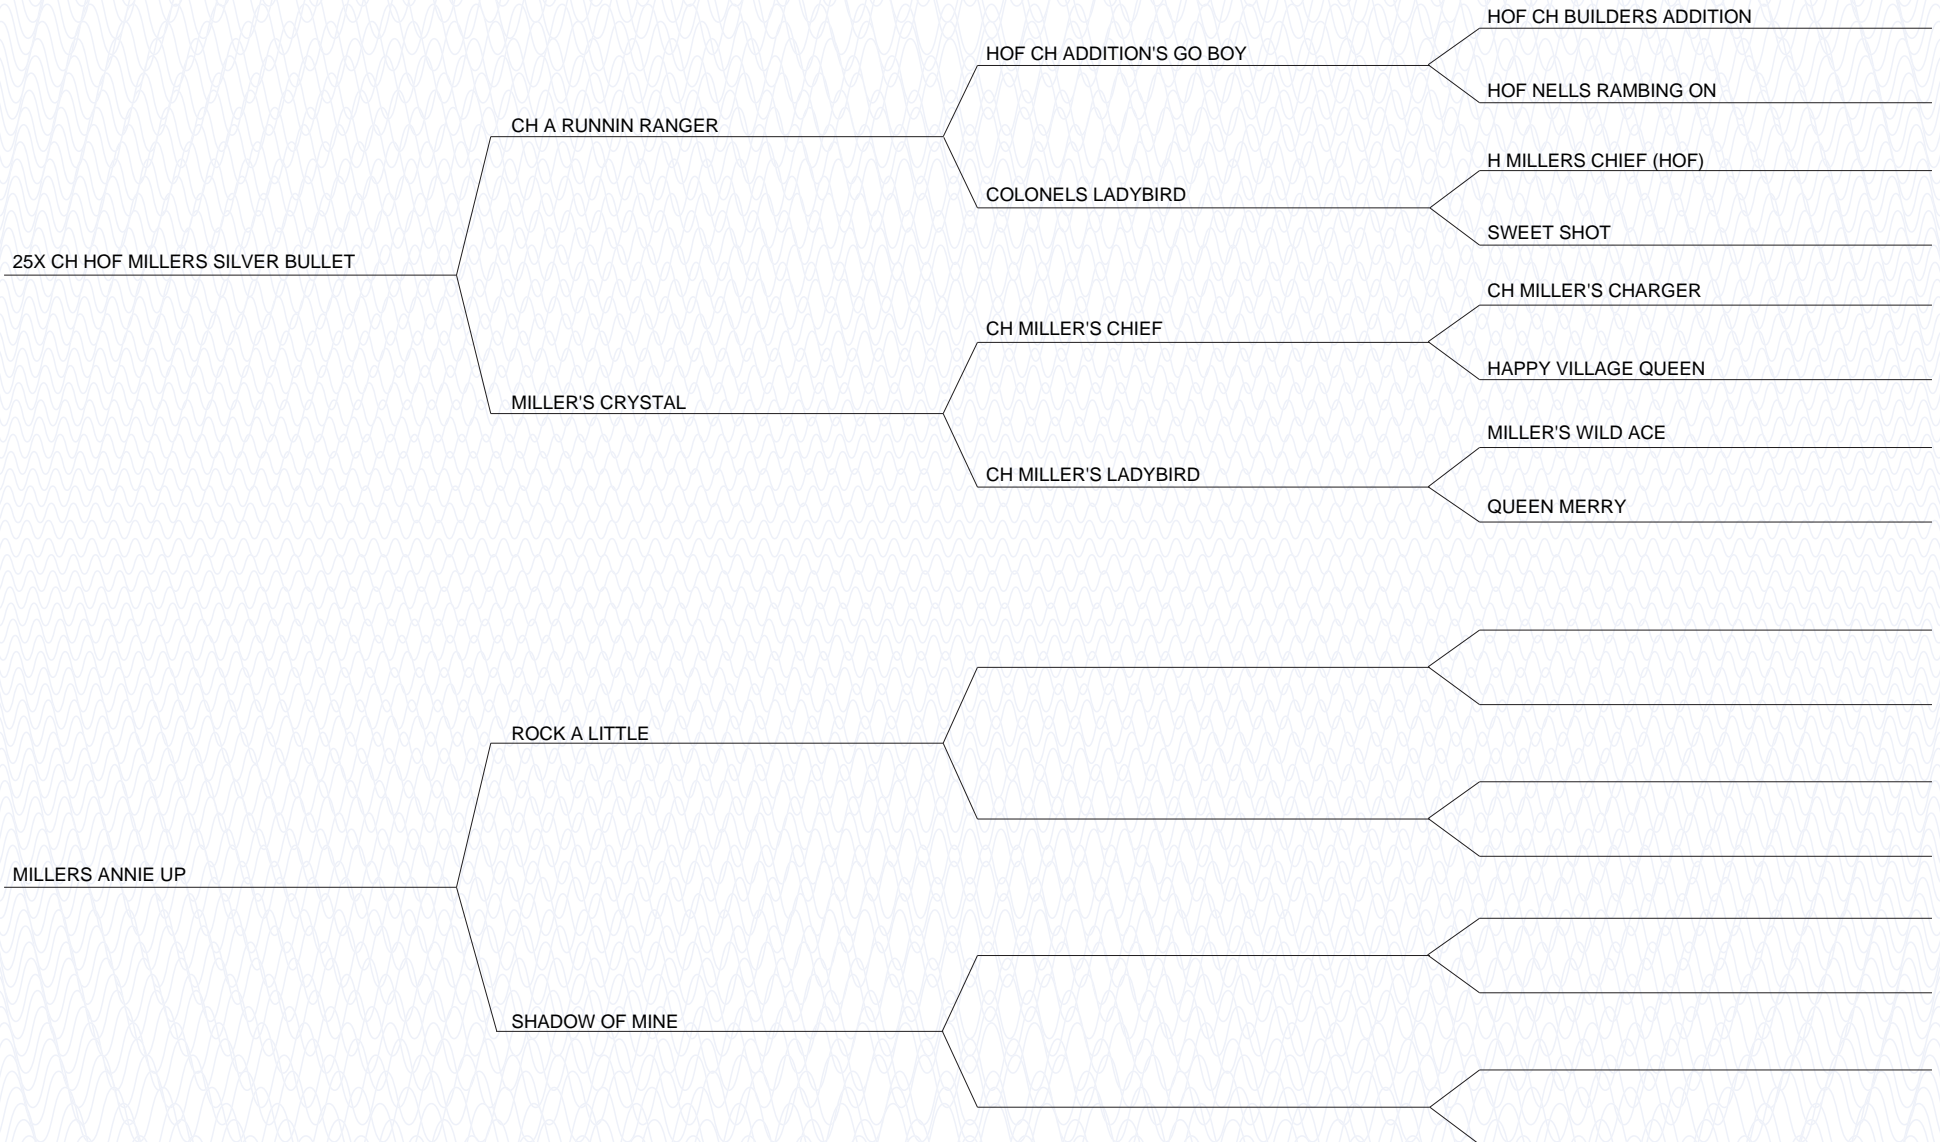 HOF CH BUILDERS ADDITION
HOF CH ADDITION'S GO BOY
HOF NELLS RAMBING ON
CH A RUNNIN RANGER
H MILLERS CHIEF (HOF)
COLONELS LADYBIRD
SWEET SHOT
25X CH HOF MILLERS SILVER BULLET
CH MILLER'S CHARGER
CH MILLER'S CHIEF
HAPPY VILLAGE QUEEN
MILLER'S CRYSTAL
MILLER'S WILD ACE
CH MILLER'S LADYBIRD
QUEEN MERRY
ROCK A LITTLE
MILLERS ANNIE UP
SHADOW OF MINE